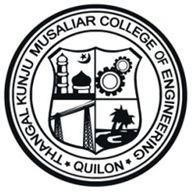 THANGAL KUNJU MUSALIAR COLLEGE OF ENGINEERING
QUILON